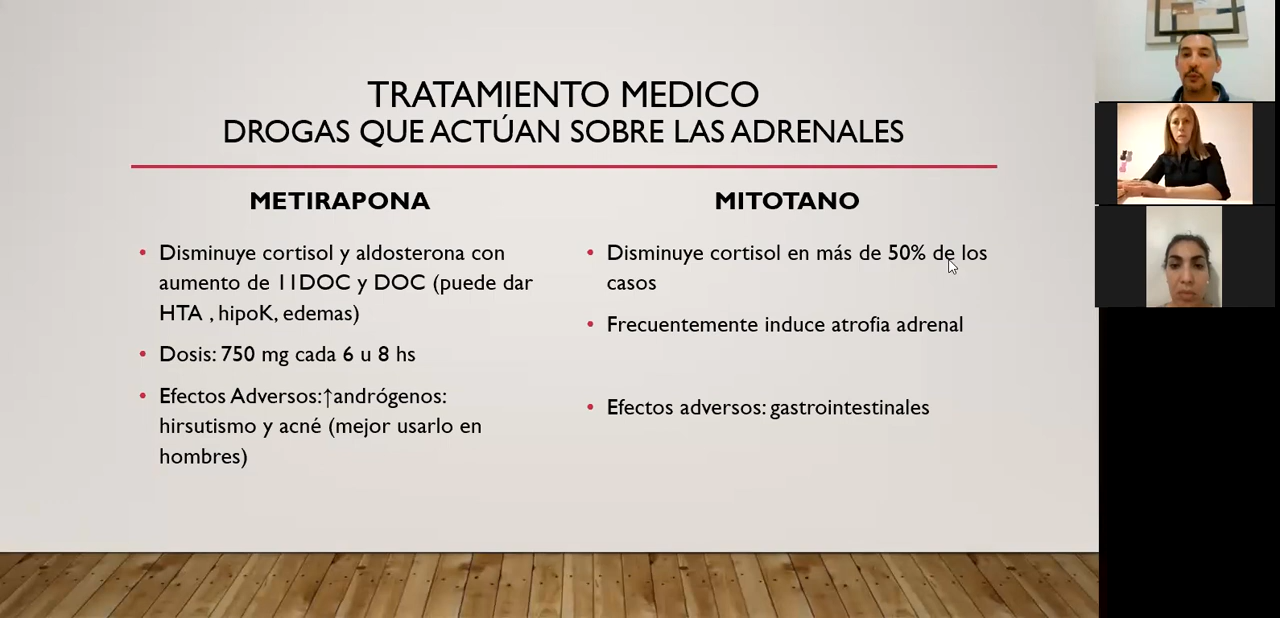 TRATAMIENTO MEDICO
DROGAS QUE ACTÚAN SOBRE LAS ADRENALES
METIRAPONA
• Disminuye cortisol y aldosterona con
aumento de 11DOC y DOC (puede dar
HTA , hipoK, edemas)
• Dosis: 750 mg cada 6 u 8 hs
• Efectos Adversos:↑andrógenos:
hirsutismo y acné (mejor usarlo en
hombres)
MITOTANO
• Disminuye cortisol en más de 50% de los
casos
• Frecuentemente induce atrofia adrenal
• Efectos adversos: gastrointestinales